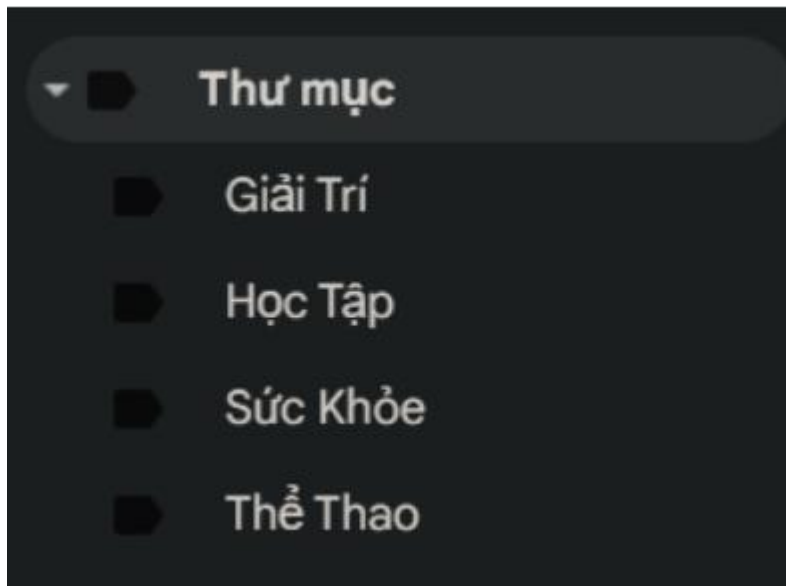 Thư mục
Giải Trí
Học Tập
Sức Khỏe
Thể Thao